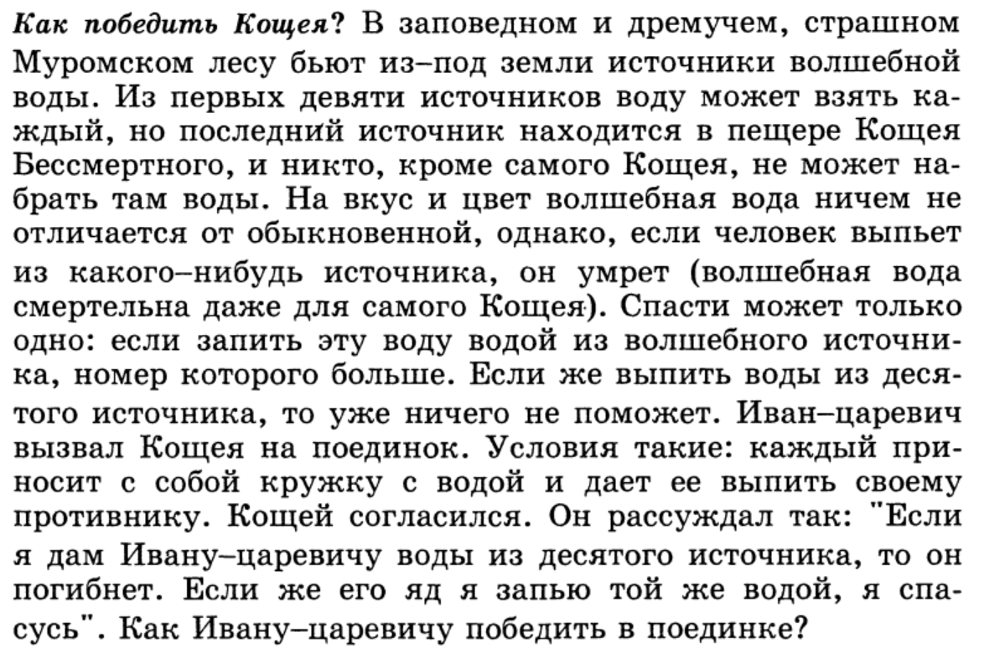 Как победить Кощея? В заповедном и дремучем, страшном
Муромском лесу бьют из–под земли источники волшебной
воды. Из первых девяти источников воду может взять ка-
ждый, но последний источник находится в пещере Кощея
Бессмертного, и никто, кроме самого Кощея, не может на-
брать там воды. На вкус и цвет волшебная вода ничем не
отличается от обыкновенной, однако, если человек выпьет
из какого–нибудь источника, он умрет (волшебная вода
смертельна даже для самого Кощея). Спасти может только
одно: если запить эту воду водой из волшебного источни-
ка, номер которого больше. Если же выпить воды из деся-
того источника, то уже ничего не поможет. Иван–царевич
вызвал Кощея на поединок. Условия такие: каждый при-
носит с собой кружку с водой и дает ее выпить своему
противнику. Кощей согласился. Он рассуждал так: "Если
я дам Ивану–царевичу воды из десятого источника, то он
погибнет. Если же его яд я запью той же водой, я спа-
сусь". Как Ивану–царевичу победить в поединке?